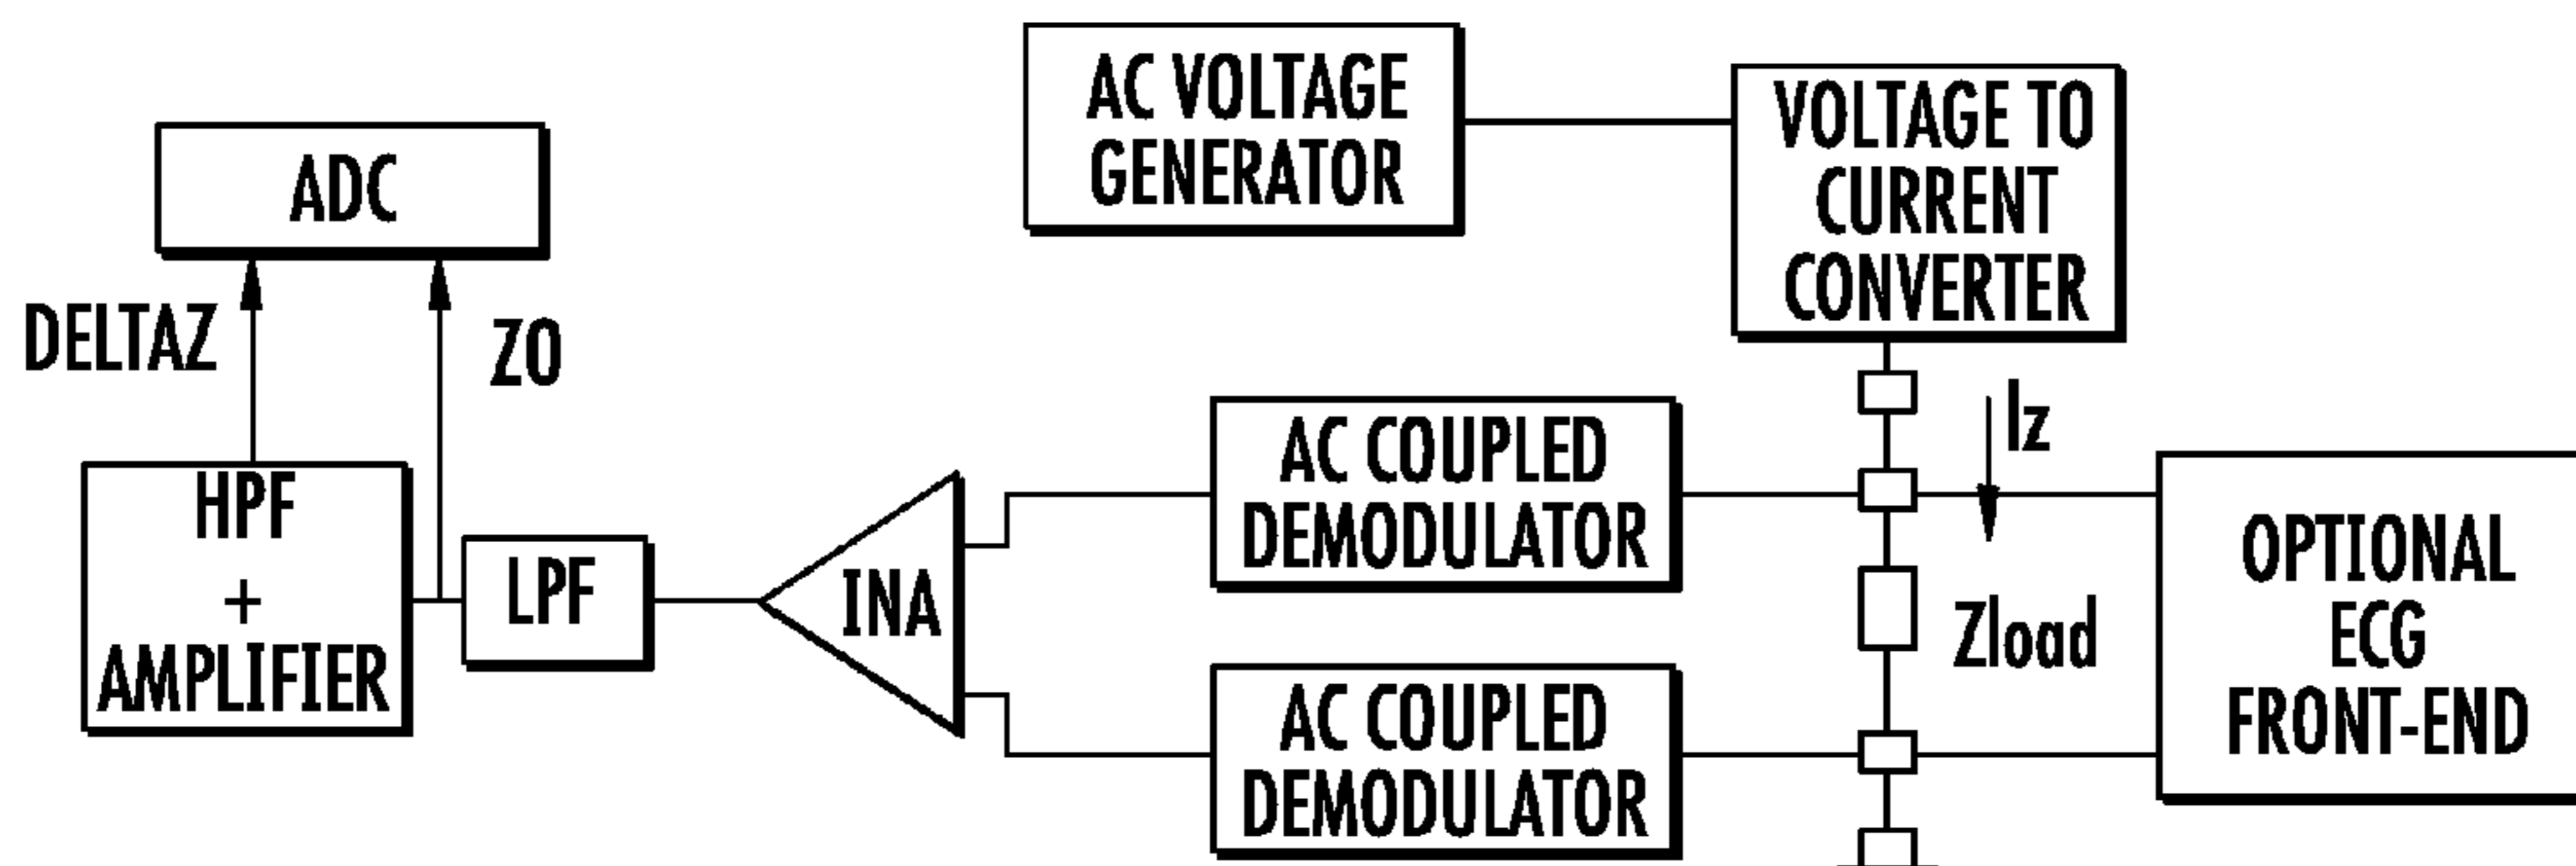 AC VOLTAGE
GENERATOR
VOLTAGE TO
CURRENT
CONVERTER
ADC
DELTAZ
ZO
Iz
HPF
+
AMPLIFIER
LPF
INA
AC COUPLED
DEMODULATOR
AC COUPLED
DEMODULATOR
Zload
OPTIONAL
ECG
FRONT-END